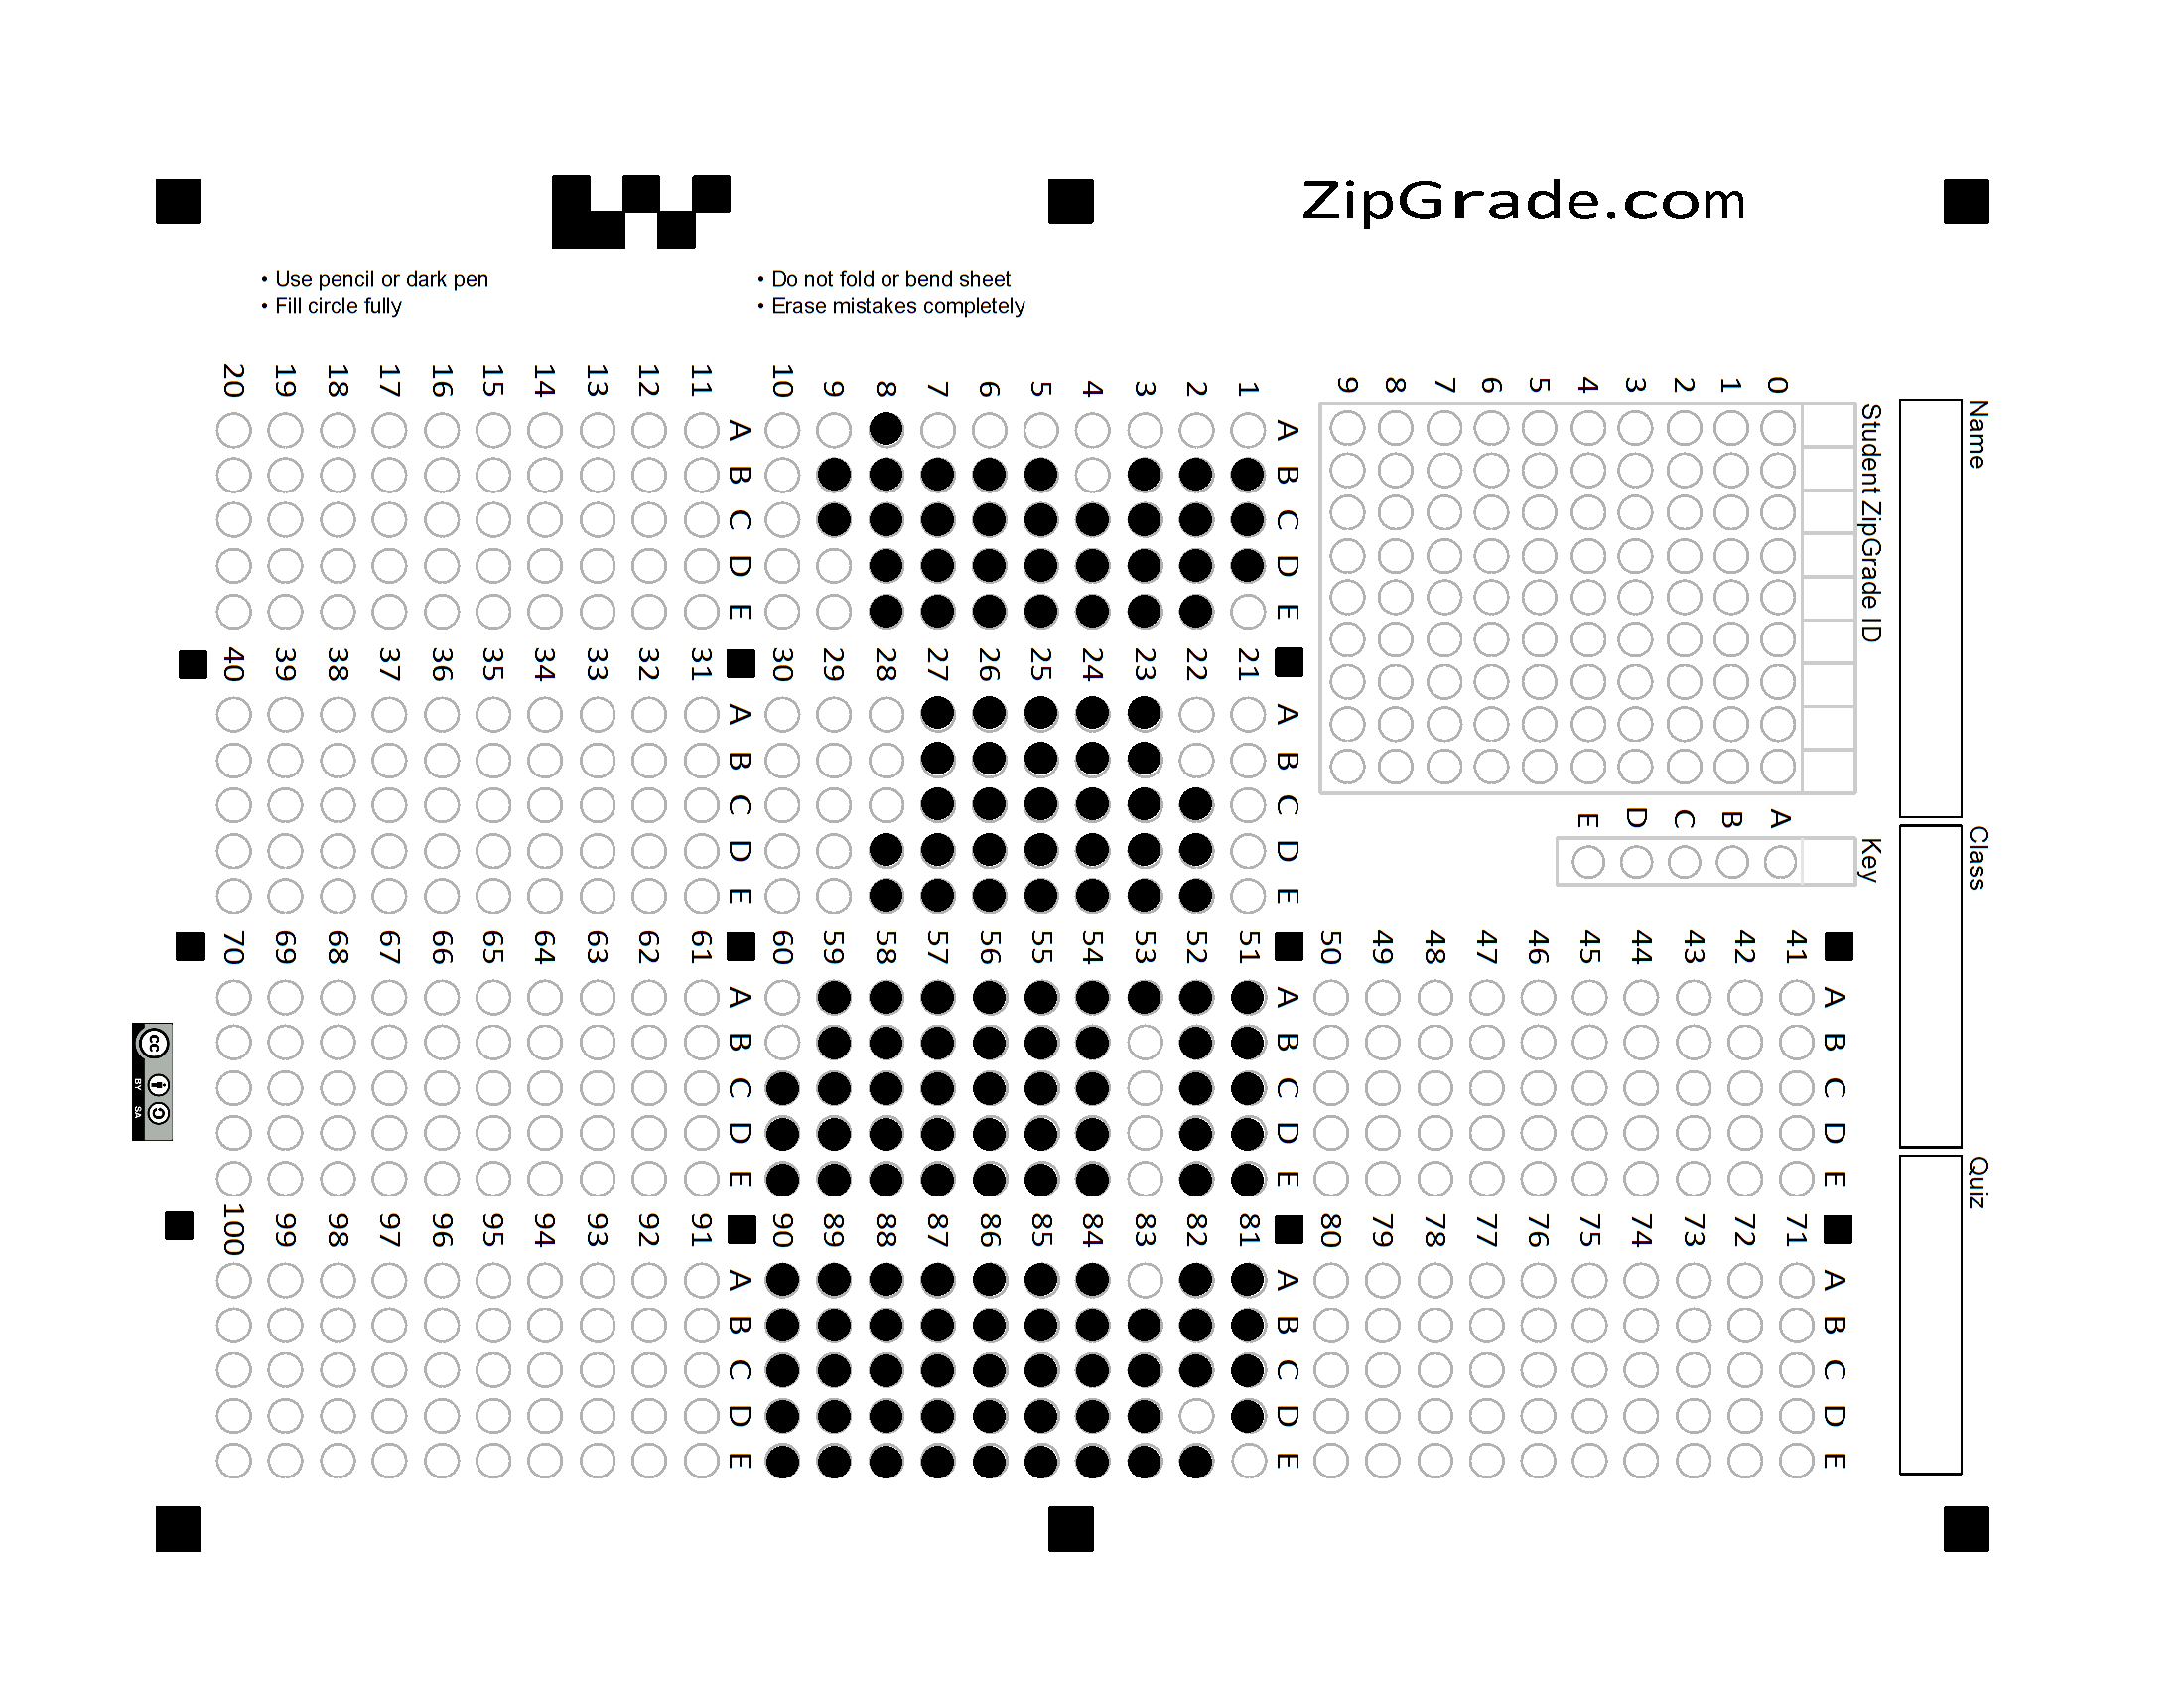 ZipGrade.com
• Use pencil or dark pen
• Fill circle fully
• Do not fold or bend sheet
• Erase mistakes completely
Name
Class
Quiz
Student ZipGrade ID
0 1 2 3 4 5 6 7 8 9
Key
A B C D E
A B C D E
1 2 3 4 5 6 7 8 9 10
A B C D E
11 12 13 14 15 16 17 18 19 20
A B C D E
21 22 23 24 25 26 27 28 29 30
A B C D E
31 32 33 34 35 36 37 38 39 40
A B C D E
41 42 43 44 45 46 47 48 49 50
A B C D E
51 52 53 54 55 56 57 58 59 60
A B C D E
61 62 63 64 65 66 67 68 69 70
A B C D E
71 72 73 74 75 76 77 78 79 80
A B C D E
81 82 83 84 85 86 87 88 89 90
A B C D E
91 92 93 94 95 96 97 98 99 100
cc BY SA